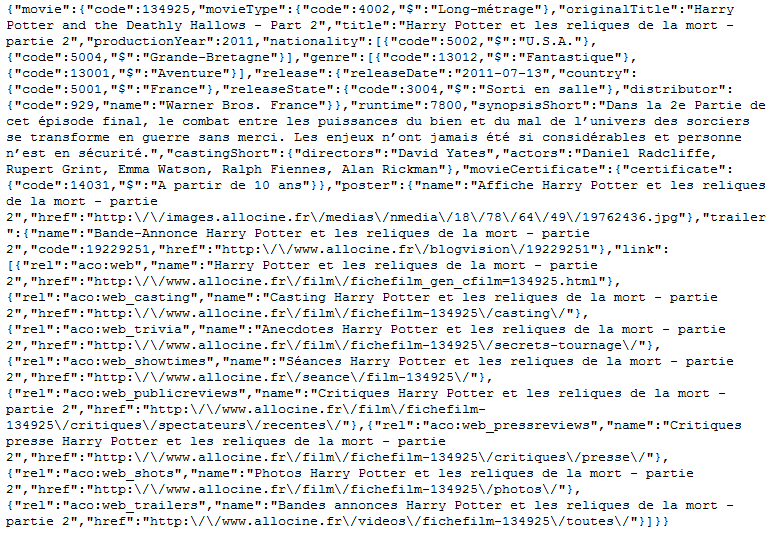 {"movie":{"code":134925,"movieType":{"code":4002,"$":"Long-métrage"},"originalTitle":"Harry
Potter and the Deathly Hallows - Part 2","title":"Harry Potter et les reliques de la mort -
partie 2","productionYear":2011,"nationality":[{"code":5002,"$":"U.S.A."},
{"code":5004,"$":"Grande-Bretagne"}],"genre":[{"code":13012,"$":"Fantastique"},
{"code":13001,"$":"Aventure"}],"release":{"releaseDate":"2011-07-13","country":
{"code":5001,"$":"France"},"releaseState":{"code":3004,"$":"Sorti en salle"},"distributor":
{"code":929,"name":"Warner Bros. France"}},"runtime":7800,"synopsisShort":"Dans la 2e Partie de
cet épisode final, le combat entre les puissances du bien et du mal de l’univers des sorciers
se transforme en guerre sans merci. Les enjeux n’ont jamais été si considérables et personne
n’est en sécurité.","castingShort":{"directors":"David Yates","actors":"Daniel Radcliffe,
Rupert Grint, Emma Watson, Ralph Fiennes, Alan Rickman"},"movieCertificate":{"certificate":
{"code":14031,"$":"A partir de 10 ans"}},"poster":{"name":"Affiche Harry Potter et les reliques
de la mort - partie
2","href":"http:\/\/images.allocine.fr\/medias\/nmedia\/18\/78\/64\/49\/19762436.jpg"},"trailer
":{"name":"Bande-Annonce Harry Potter et les reliques de la mort - partie
2","code":19229251,"href":"http:\/\/www.allocine.fr\/blogvision\/19229251"},"link":
[{"rel":"aco:web","name":"Harry Potter et les reliques de la mort - partie
2","href":"http:\/\/www.allocine.fr\/film\/fichefilm_gen_cfilm=134925.html"},
{"rel":"aco:web_casting","name":"Casting Harry Potter et les reliques de la mort - partie
2","href":"http:\/\/www.allocine.fr\/film\/fichefilm-134925\/casting\/"},
{"rel":"aco:web_trivia","name":"Anecdotes Harry Potter et les reliques de la mort - partie
2","href":"http:\/\/www.allocine.fr\/film\/fichefilm-134925\/secrets-tournage\/"},
{"rel":"aco:web_showtimes","name":"Séances Harry Potter et les reliques de la mort - partie
2","href":"http:\/\/www.allocine.fr\/seance\/film-134925\/"},
{"rel":"aco:web_publicreviews","name":"Critiques Harry Potter et les reliques de la mort -
partie 2","href":"http:\/\/www.allocine.fr\/film\/fichefilm-
134925\/critiques\/spectateurs\/recentes\/"},{"rel":"aco:web_pressreviews","name":"Critiques
presse Harry Potter et les reliques de la mort - partie
2","href":"http:\/\/www.allocine.fr\/film\/fichefilm-134925\/critiques\/presse\/"},
{"rel":"aco:web_shots","name":"Photos Harry Potter et les reliques de la mort - partie
2","href":"http:\/\/www.allocine.fr\/film\/fichefilm-134925\/photos\/"},
{"rel":"aco:web_trailers","name":"Bandes annonces Harry Potter et les reliques de la mort -
partie 2","href":"http:\/\/www.allocine.fr\/videos\/fichefilm-134925\/toutes\/"}]}}